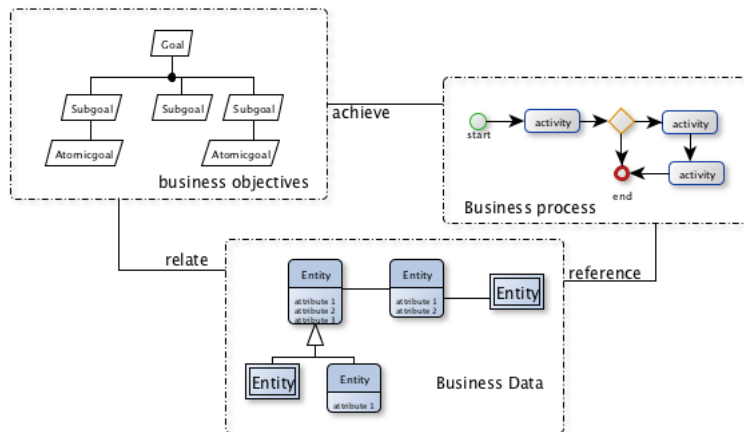 Goal
Subgoal
Subgoal
Subgoal
Atomicgoal
Atomicgoal
business objectives
achieve
start
activity
activity
activity
end
Business process
relate
reference
Entity
attribute 1
attribute 2
attribute 3
Entity
attribute 1
attribute 2
Entity
Entity
Entity
attribute 1
Business Data